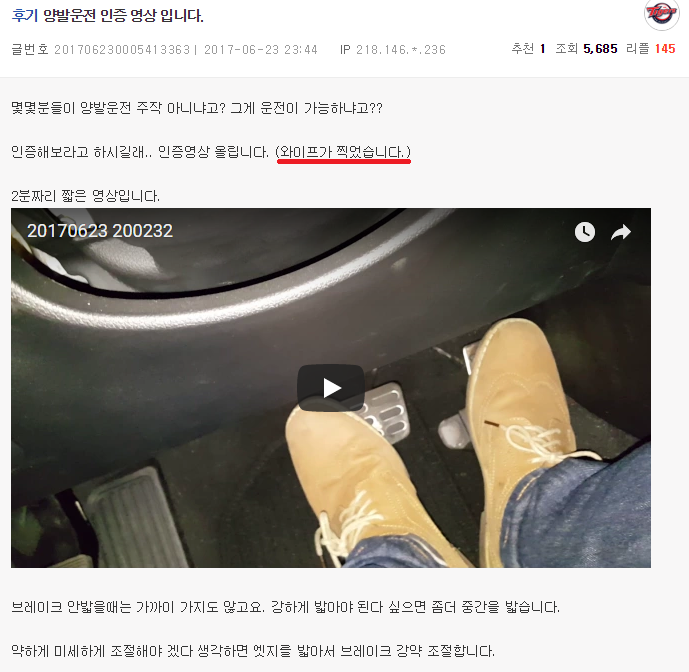 후기 양발운전 인증 영상 입니다.
글번호 201706230005413363 | 2017-06-23 23:44 IP 218.146.*.236 추천 1 조회 5,685 리플 145
몇몇분들이 양발운전 주작 아니냐고? 그게 운전이 가능하냐고??
인증해보라고 하시길래.. 인증영상 올립니다. (와이프가 찍었습니다.)
2분짜리 짧은 영상입니다.
20170623 200232
브레이크 안밟을때는 가까이 가지도 않고요. 강하게 밟아야 된다 싶으면 좀더 중간을 밟습니다.
약하게 미세하게 조절해야 겠다 생각하면 엣지를 밟아서 브레이크 강약 조절합니다.